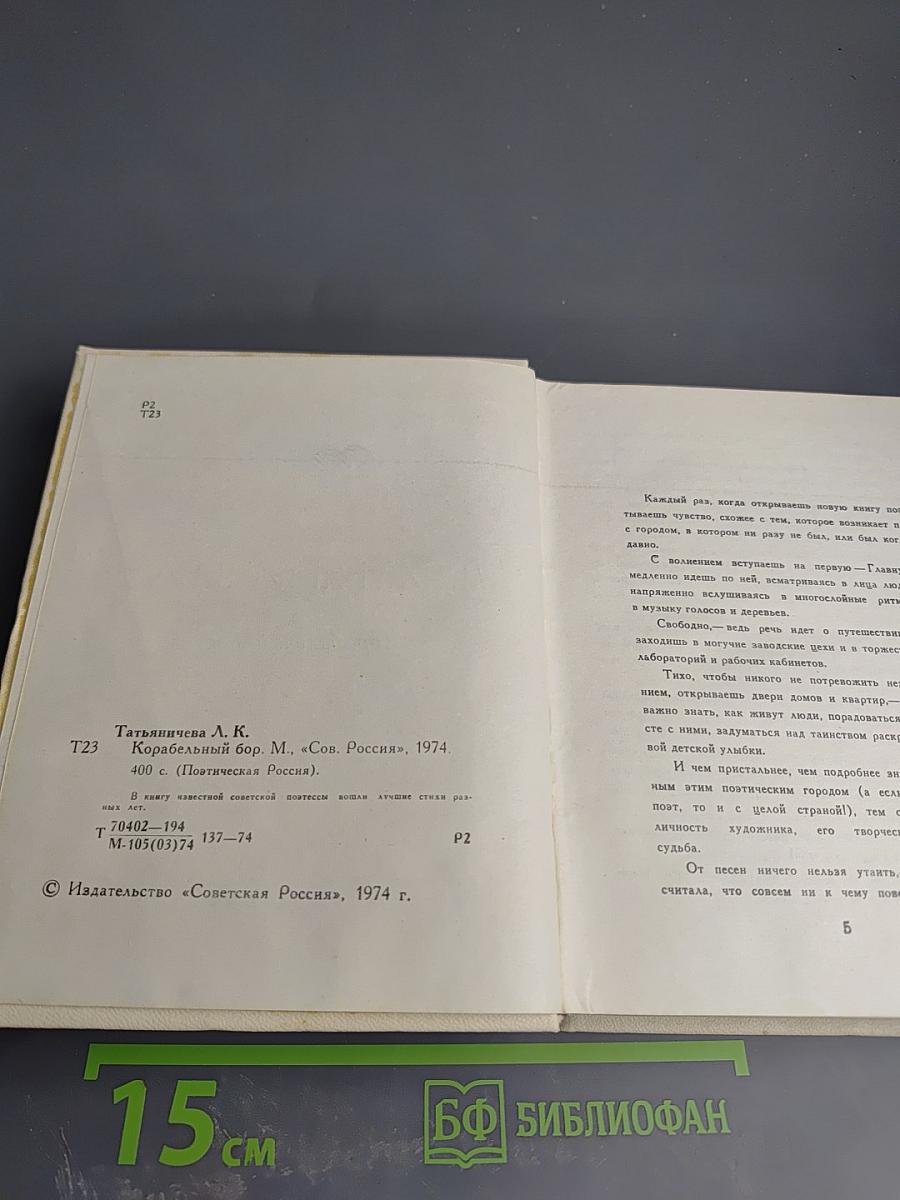 Р2
Т23
Татьяничева Л. К.
Т23 Корабельный бор. М., «Сов. Россия», 1974.
400 с. (Поэтическая Россия).
В книгу известной советской поэтессы вошли лучшие стихи раз-
ных лет.
Т 70402—194
М-105(03)74 137—74 Р2
© Издательство «Советская Россия», 1974 г.
Каждый раз, когда открываешь новую книгу
тываешь чувство, схожее с тем, которое возникает
с городом, в котором ни разу не был, или был
давно.
С волнением вступаешь на первую —
медленно идешь по ней, всматриваясь в лица
напряженно вслушиваясь в многослойные
в музыку голосов и деревьев.
Свободно,— ведь речь идет о
заходишь в могучие заводские цехи и в
лабораторий и рабочих кабинетов.
Тихо, чтобы никого не потревожить
нием, открываешь двери домов и квартир,—
важно знать, как живут люди, порадоваться
сте с ними, задуматься над таинством
вой детской улыбки.
И чем пристальнее, чем подробнее
ным этим поэтическим городом (а
поэт, то и с целой страной!), тем
личность художника, его
судьба.
От песен ничего нельзя утаить,
считала, что совсем ни к чему
5
15 см
БФ БИБЛИОФАН